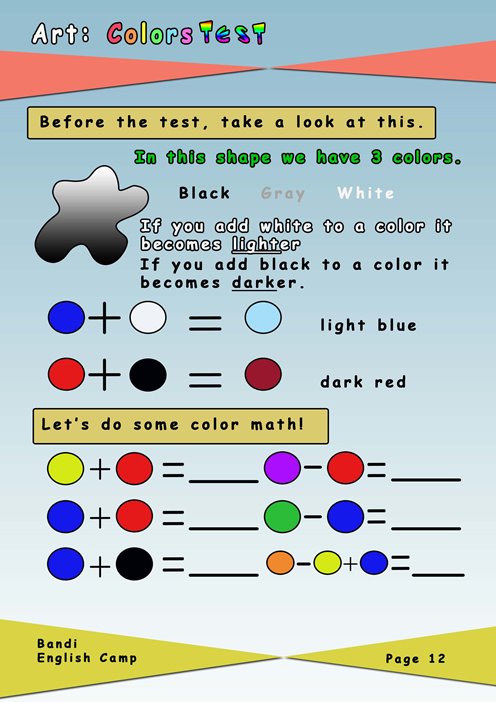 Art: Colors TEST
Before the test, take a look at this.
In this shape we have 3 colors.
Black Gray White
If you add white to a color it
becomes lighter
If you add black to a color it
becomes darker.
light blue
dark red
Let's do some color math!
Bandi
English Camp
Page 12